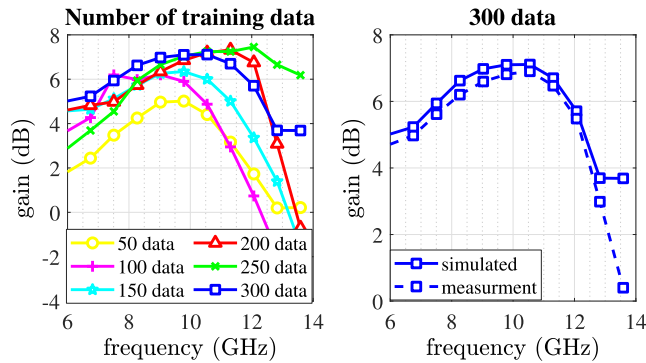 Number of training data
8
6
4
2
0
-2
-4
gain (dB)
50 data
100 data
150 data
200 data
250 data
300 data
6 8 10 12 14
frequency (GHz)
300 data
8
6
4
2
0
gain (dB)
simulated
measurment
6 8 10 12 14
frequency (GHz)